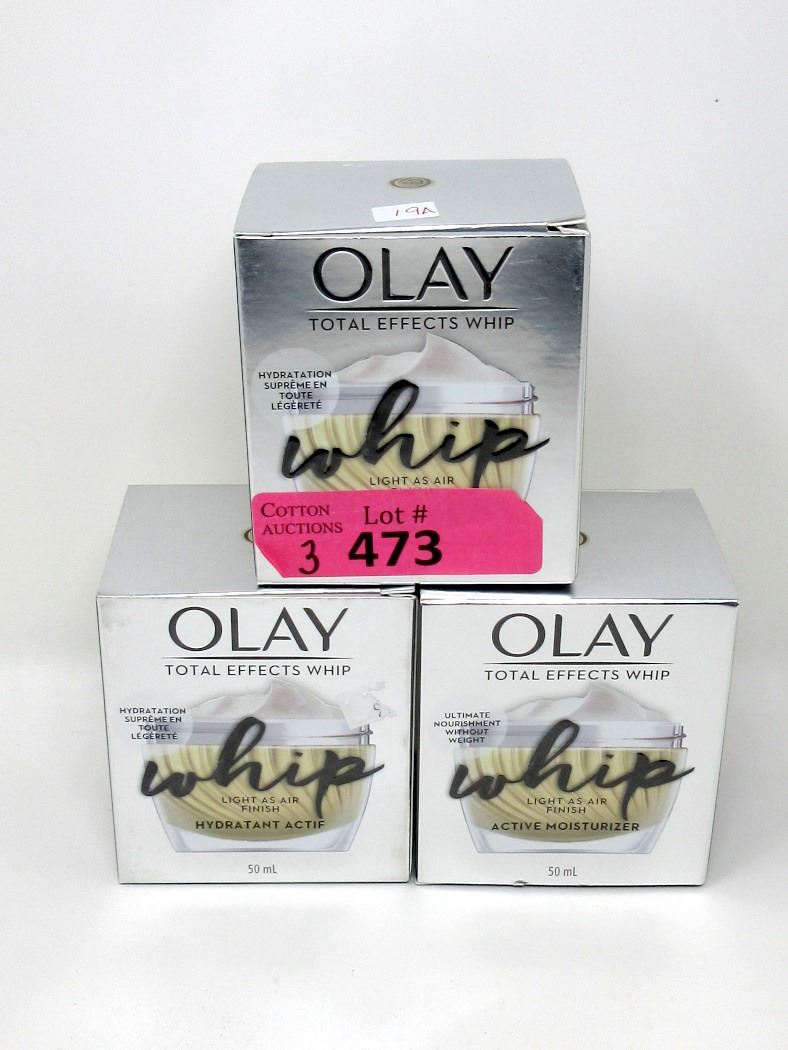 19A
OLAY
TOTAL EFFECTS WHIP
HYDRATATION
SUPRÊME EN
TOUTE
LÉGÈRETÉ
whip
LIGHT AS AIR
COTTON
AUCTIONS
3
Lot #
473
OLAY
TOTAL EFFECTS WHIP
HYDRATATION
SUPRÊME EN
TOUTE
LÉGÈRETÉ
whip
LIGHT AS AIR
FINISH
HYDRATANT ACTIF
50 mL
OLAY
TOTAL EFFECTS WHIP
ULTIMATE
NOURISHMENT
WITHOUT
WEIGHT
whip
LIGHT AS AIR
FINISH
ACTIVE MOISTURIZER
50 mL